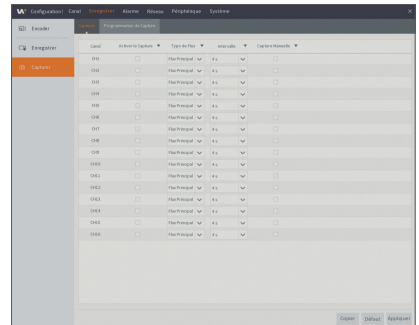 Configuration| Canal Enregistrer Alarme Réseau Périphérique Système
Encoder
Enregistrer
Capturer
Capture Programmation de Capture
Canal Activer la Capture Type de Flux Intervalle Capture Manuelle
CH1 Flux Principal 4 s
CH2 Flux Principal 4 s
CH3 Flux Principal 4 s
CH4 Flux Principal 4 s
CH5 Flux Principal 4 s
CH6 Flux Principal 4 s
CH7 Flux Principal 4 s
CH8 Flux Principal 4 s
CH9 Flux Principal 4 s
CH10 Flux Principal 4 s
CH11 Flux Principal 4 s
CH12 Flux Principal 4 s
CH13 Flux Principal 4 s
CH14 Flux Principal 4 s
CH15 Flux Principal 4 s
CH16 Flux Principal 4 s
Copier Défaut Appliquer